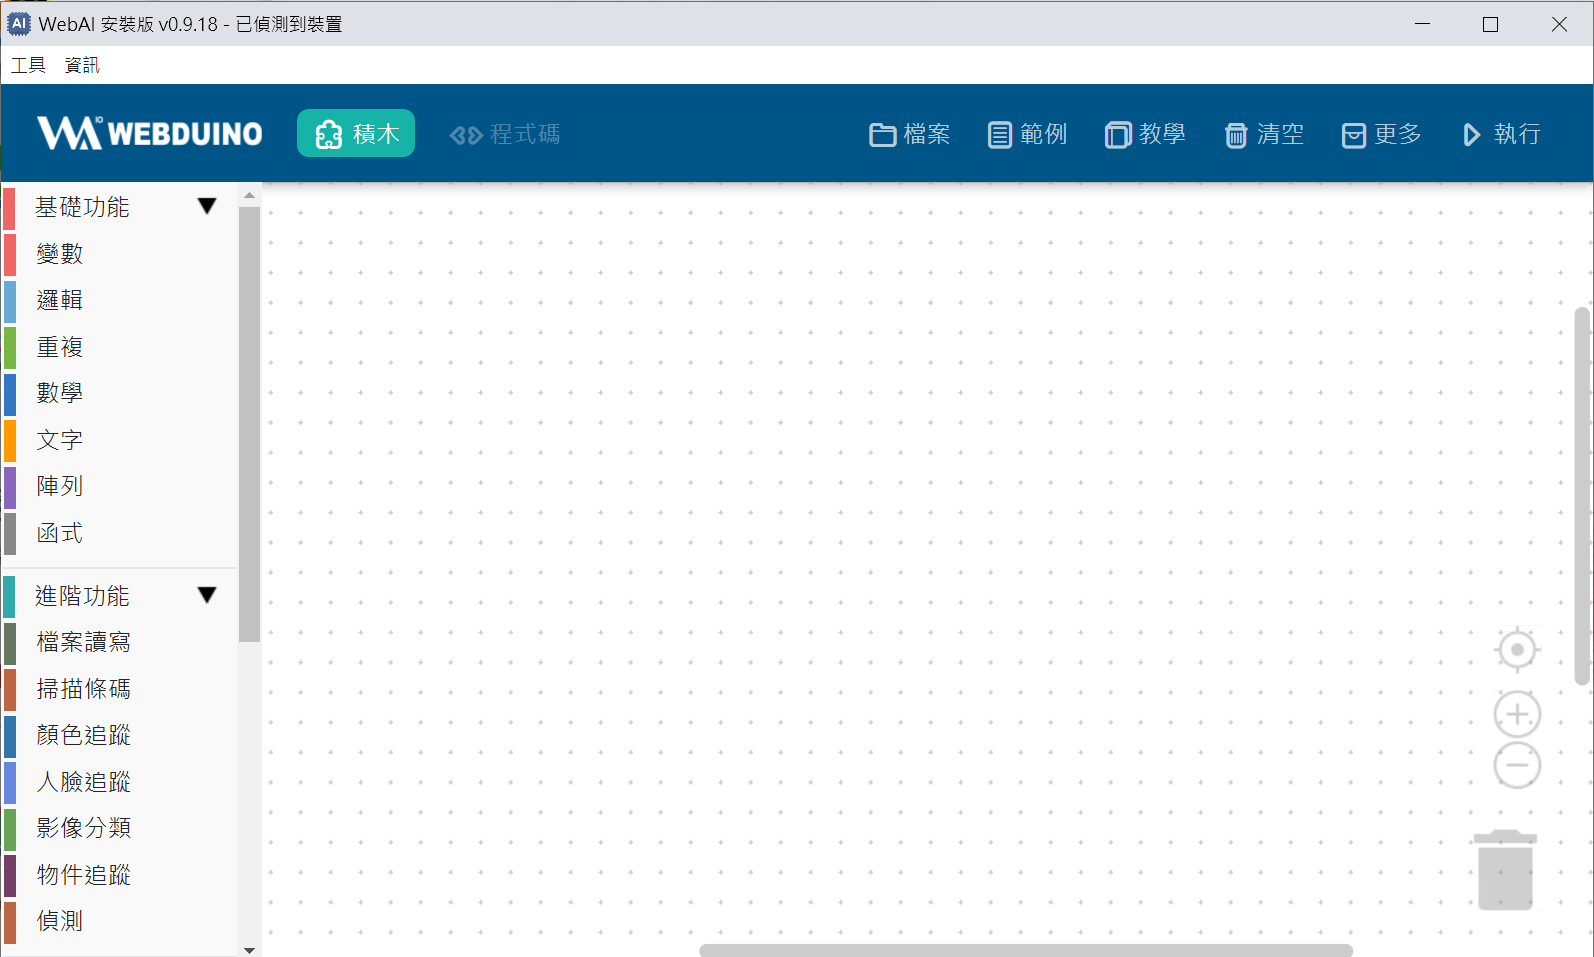 AI WebAI 安裝版 v0.9.18 - 已偵測到裝置
工具 資訊
WA IO WEBDUINO 積木 程式碼 檔案 範例 教學 清空 更多 執行
基礎功能
變數
邏輯
重複
數學
文字
陣列
函式
進階功能
檔案讀寫
掃描條碼
顏色追蹤
人臉追蹤
影像分類
物件追蹤
偵測